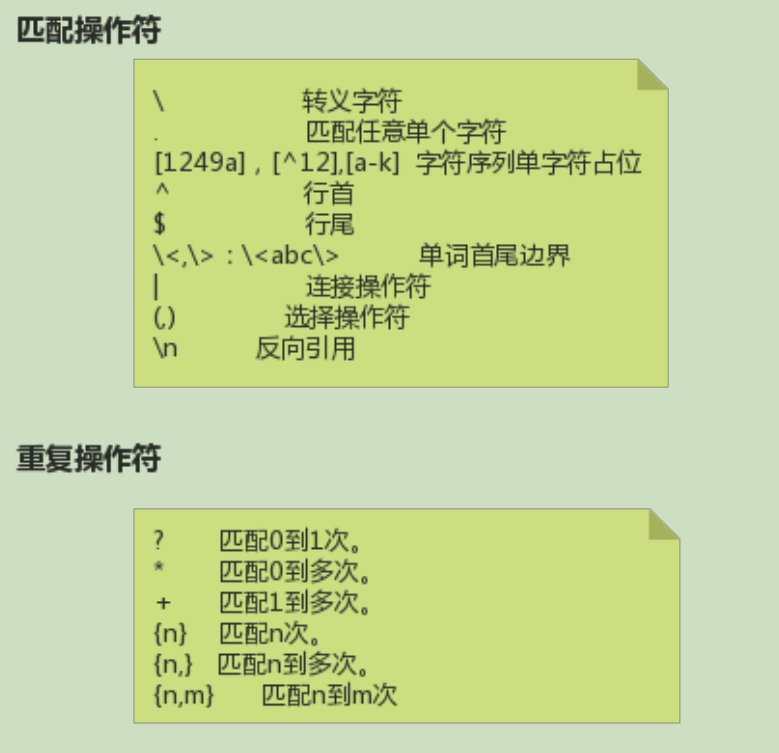 匹配操作符
\ 转义字符
. 匹配任意单个字符
[1249a] , [^12],[a-k] 字符序列单字符占位
^ 行首
$ 行尾
\<,\> : \<abc\> 单词首尾边界
| 连接操作符
(,) 选择操作符
\n 反向引用
重复操作符
? 匹配0到1次。
* 匹配0到多次。
+ 匹配1到多次。
{n} 匹配n次。
{n,} 匹配n到多次。
{n,m} 匹配n到m次